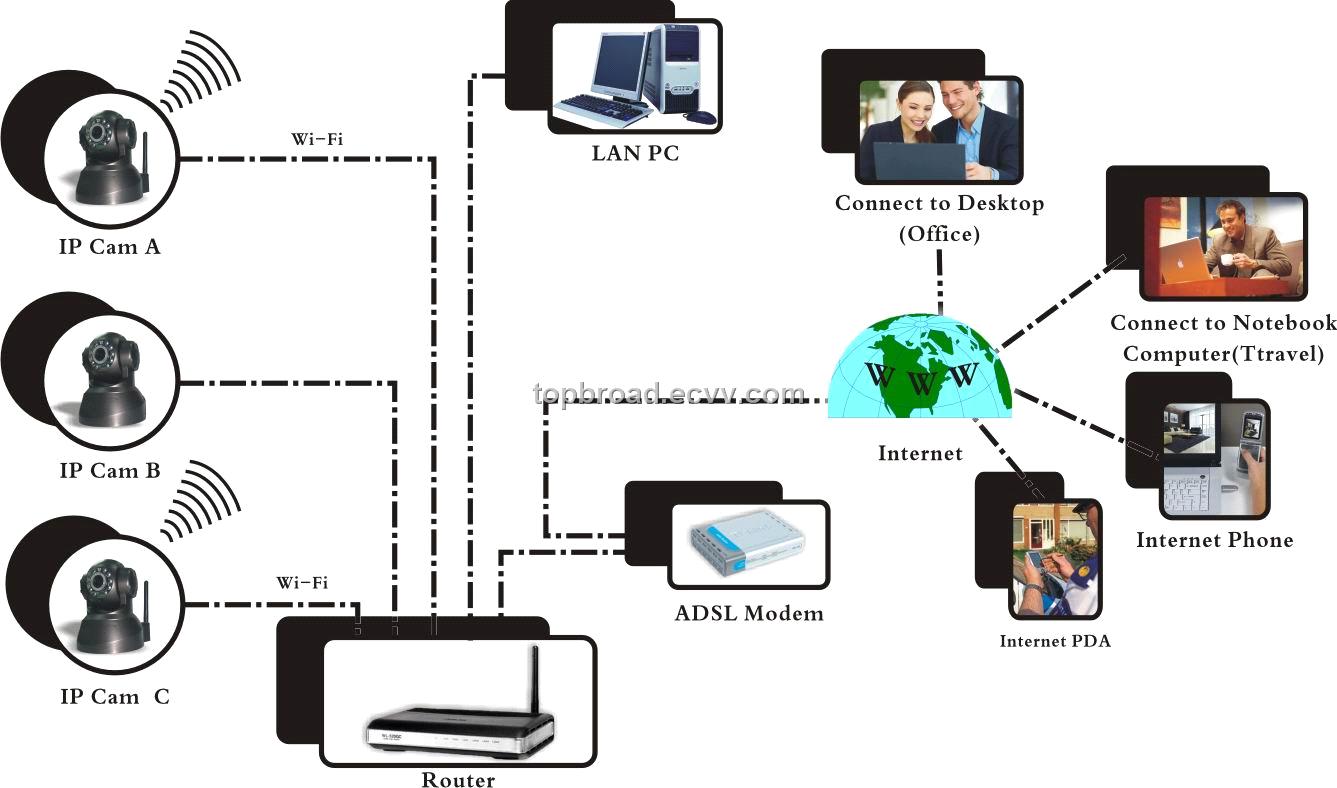 Wi-Fi
LAN PC
IP Cam A
Connect to Desktop
(Office)
Connect to Notebook
Computer(Ttravel)
W W W
topbroad.ecvv.com
Internet
IP Cam B
Internet Phone
Wi-Fi
ADSL Modem
Internet PDA
IP Cam C
Router